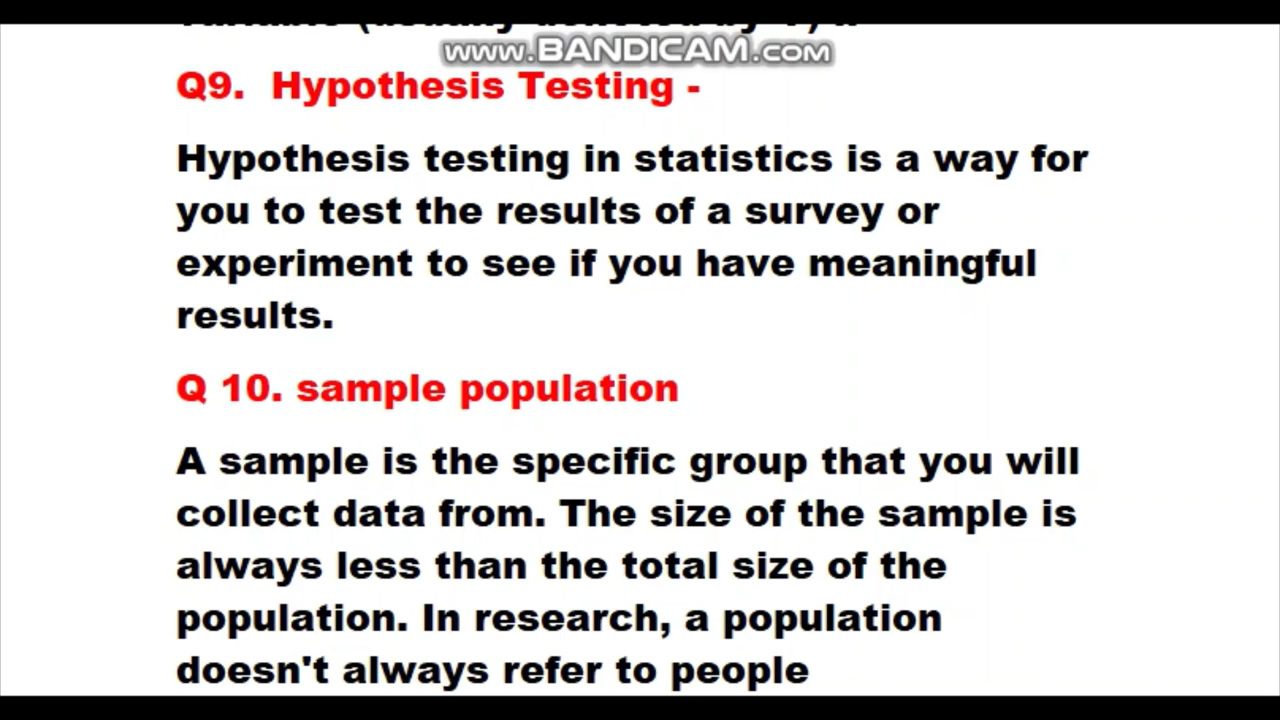 www.BANDICAM.com
Q9. Hypothesis Testing -
Hypothesis testing in statistics is a way for
you to test the results of a survey or
experiment to see if you have meaningful
results.
Q 10. sample population
A sample is the specific group that you will
collect data from. The size of the sample is
always less than the total size of the
population. In research, a population
doesn't always refer to people